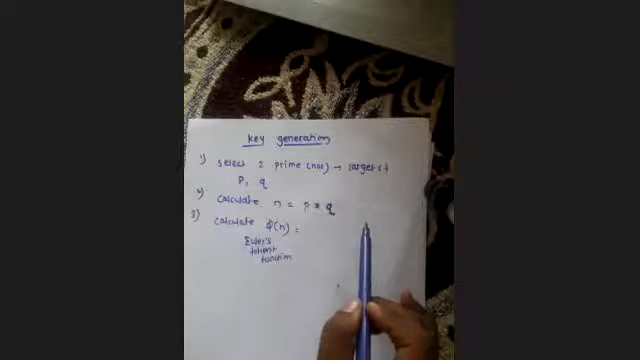 key generation
1) select 2 prime (nos) → largest
P, q
2) calculate n = p * q
3) calculate φ(n) =
Euler's
totient
function